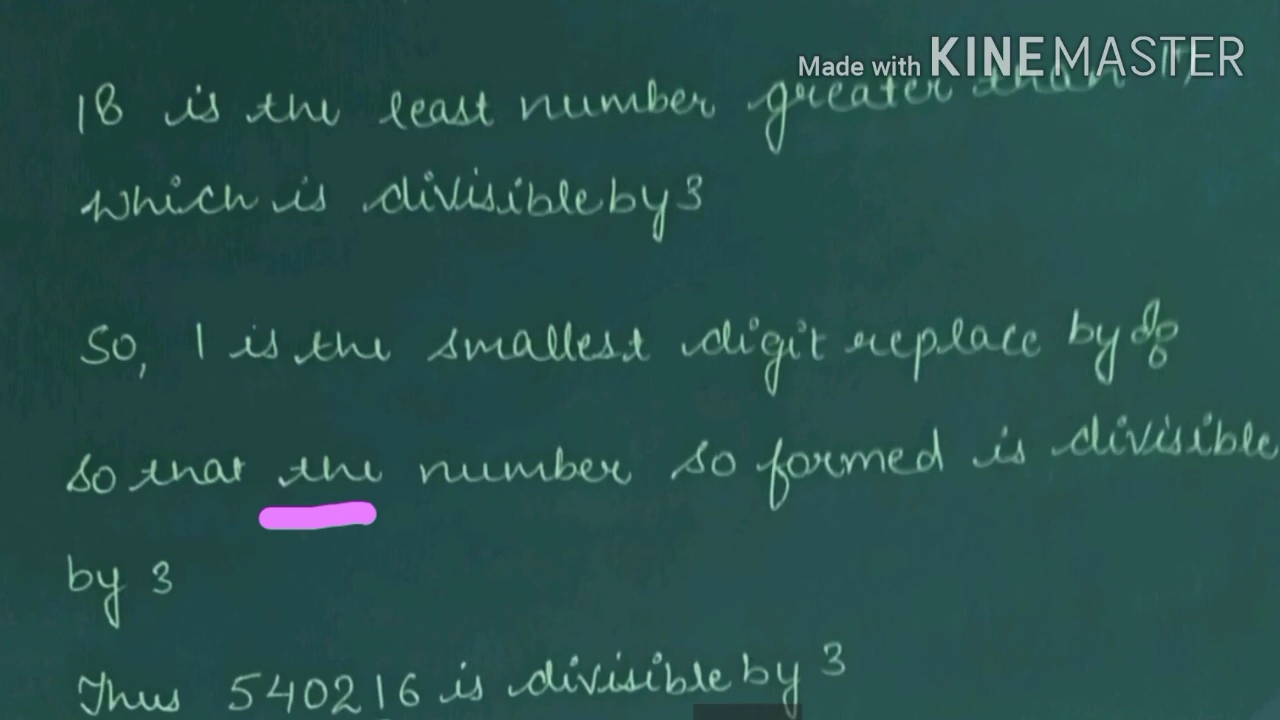 Made with KINEMASTER
18 is the least number greater than 17
which is divisible by 3
So, 1 is the smallest digit replace by
so that the number so formed is divisible
by 3
Thus 540216 is divisible by 3